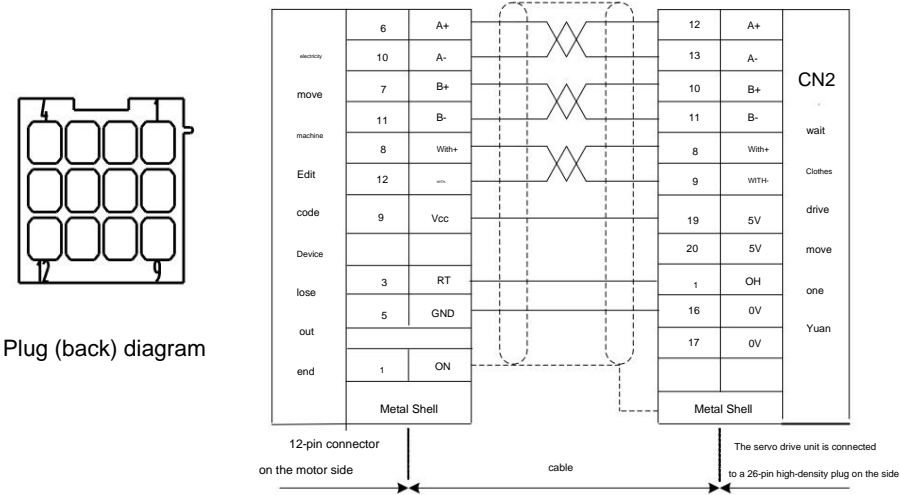 4 1
12 9
Plug (back) diagram
electricity
move
machine
Edit
code
Device
lose
out
end
6 A+
10 A-
7 B+
11 B-
8 With+
12
9 Vcc
3 RT
5 GND
1 ON
Metal Shell
12 A+
13 A-
10 B+
11 B-
8 With+
9 WITH-
19 5V
20 5V
1 OH
16 0V
17 0V
Metal Shell
CN2
wait
Clothes
drive
move
one
Yuan
12-pin connector
on the motor side
cable
The servo drive unit is connected
to a 26-pin high-density plug on the side